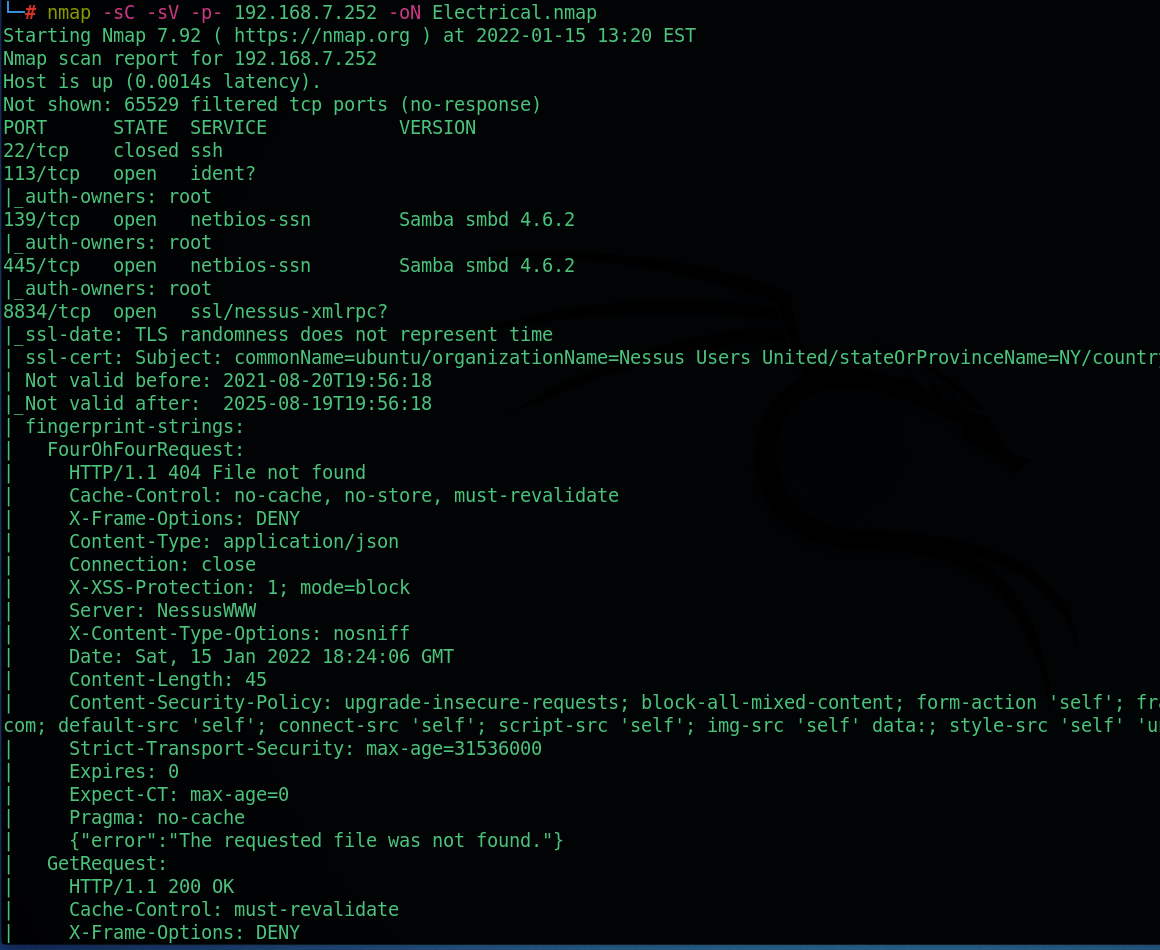 └─# nmap -sC -sV -p- 192.168.7.252 -oN Electrical.nmap
Starting Nmap 7.92 ( https://nmap.org ) at 2022-01-15 13:20 EST
Nmap scan report for 192.168.7.252
Host is up (0.0014s latency).
Not shown: 65529 filtered tcp ports (no-response)
PORT      STATE  SERVICE            VERSION
22/tcp    closed ssh
113/tcp   open   ident?
|_auth-owners: root
139/tcp   open   netbios-ssn        Samba smbd 4.6.2
|_auth-owners: root
445/tcp   open   netbios-ssn        Samba smbd 4.6.2
|_auth-owners: root
8834/tcp  open   ssl/nessus-xmlrpc?
|_ssl-date: TLS randomness does not represent time
| ssl-cert: Subject: commonName=ubuntu/organizationName=Nessus Users United/stateOrProvinceName=NY/countr
| Not valid before: 2021-08-20T19:56:18
|_Not valid after:  2025-08-19T19:56:18
| fingerprint-strings:
|   FourOhFourRequest:
|     HTTP/1.1 404 File not found
|     Cache-Control: no-cache, no-store, must-revalidate
|     X-Frame-Options: DENY
|     Content-Type: application/json
|     Connection: close
|     X-XSS-Protection: 1; mode=block
|     Server: NessusWWW
|     X-Content-Type-Options: nosniff
|     Date: Sat, 15 Jan 2022 18:24:06 GMT
|     Content-Length: 45
|     Content-Security-Policy: upgrade-insecure-requests; block-all-mixed-content; form-action 'self'; fr
com; default-src 'self'; connect-src 'self'; script-src 'self'; img-src 'self' data:; style-src 'self' 'u
|     Strict-Transport-Security: max-age=31536000
|     Expires: 0
|     Expect-CT: max-age=0
|     Pragma: no-cache
|     {"error":"The requested file was not found."}
|   GetRequest:
|     HTTP/1.1 200 OK
|     Cache-Control: must-revalidate
|     X-Frame-Options: DENY